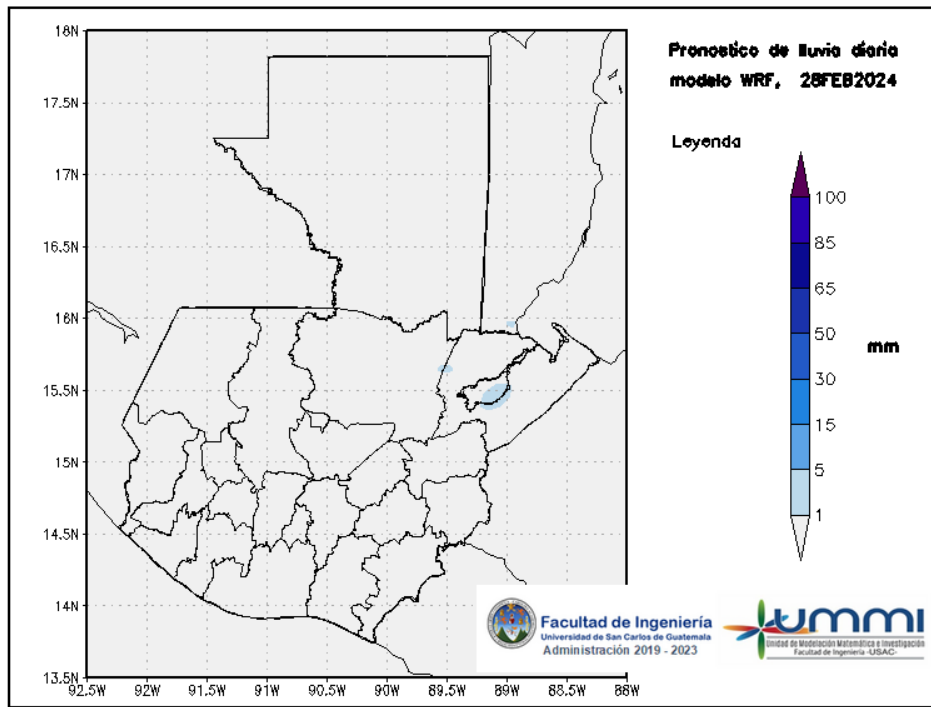 Pronostico de lluvia diaria
modelo WRF, 28FEB2024
Leyenda
100
85
65
50
30
15
5
1
mm
18N
17.5N
17N
16.5N
16N
15.5N
15N
14.5N
14N
13.5N
92.5W 92W 91.5W 91W 90.5W 90W 89.5W 89W 88.5W 88W
Facultad de Ingeniería
Universidad de San Carlos de Guatemala
Administración 2019 - 2023
UMMI
Unidad de Modelación Matemática e Investigación
Facultad de Ingeniería -USAC-